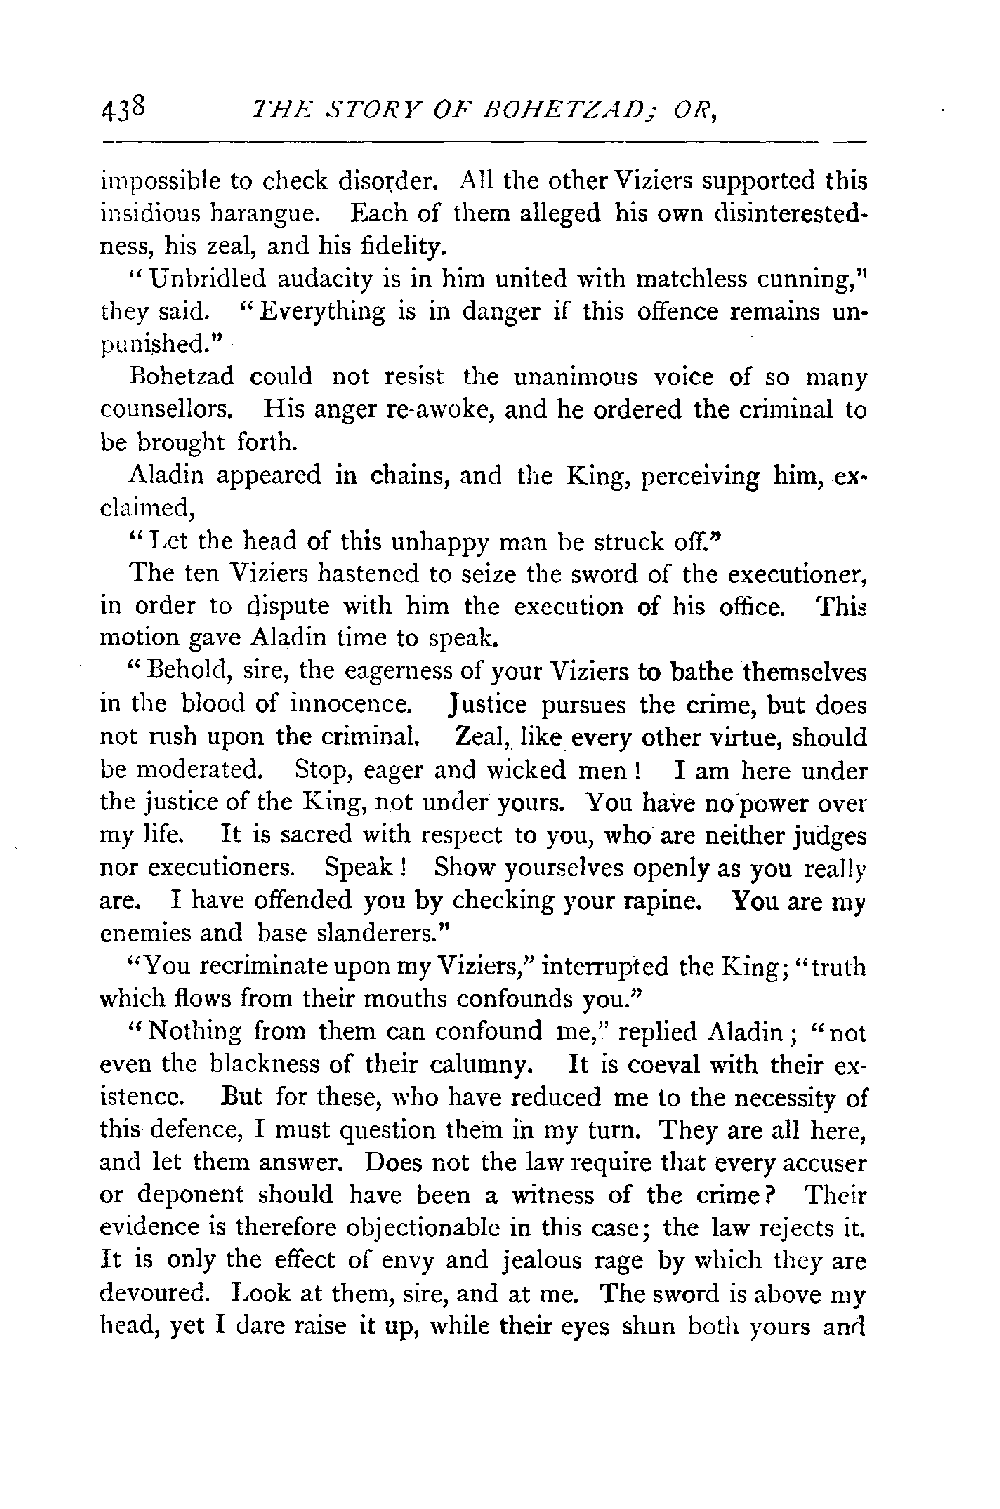 438 THE STORY OF BOHETZAD; OR,
impossible to check disorder. All the other Viziers supported this
insidious harangue. Each of them alleged his own disinterested-
ness, his zeal, and his fidelity.
“Unbridled audacity is in him united with matchless cunning,"
they said. “Everything is in danger if this offence remains un-
punished.”
Bohetzad could not resist the unanimous voice of so many
counsellors. His anger re-awoke, and he ordered the criminal to
be brought forth.
Aladin appeared in chains, and the King, perceiving him, ex-
claimed,
“Let the head of this unhappy man be struck off.”
The ten Viziers hastened to seize the sword of the executioner,
in order to dispute with him the execution of his office. This
motion gave Aladin time to speak.
“Behold, sire, the eagerness of your Viziers to bathe themselves
in the blood of innocence. Justice pursues the crime, but does
not rush upon the criminal. Zeal, like every other virtue, should
be moderated. Stop, eager and wicked men! I am here under
the justice of the King, not under yours. You have no power over
my life. It is sacred with respect to you, who are neither judges
nor executioners. Speak! Show yourselves openly as you really
are. I have offended you by checking your rapine. You are my
enemies and base slanderers.”
“You recriminate upon my Viziers,” interrupted the King; “truth
which flows from their mouths confounds you.”
“Nothing from them can confound me,” replied Aladin; “not
even the blackness of their calumny. It is coeval with their ex-
istence. But for these, who have reduced me to the necessity of
this defence, I must question them in my turn. They are all here,
and let them answer. Does not the law require that every accuser
or deponent should have been a witness of the crime? Their
evidence is therefore objectionable in this case; the law rejects it.
It is only the effect of envy and jealous rage by which they are
devoured. Look at them, sire, and at me. The sword is above my
head, yet I dare raise it up, while their eyes shun both yours and